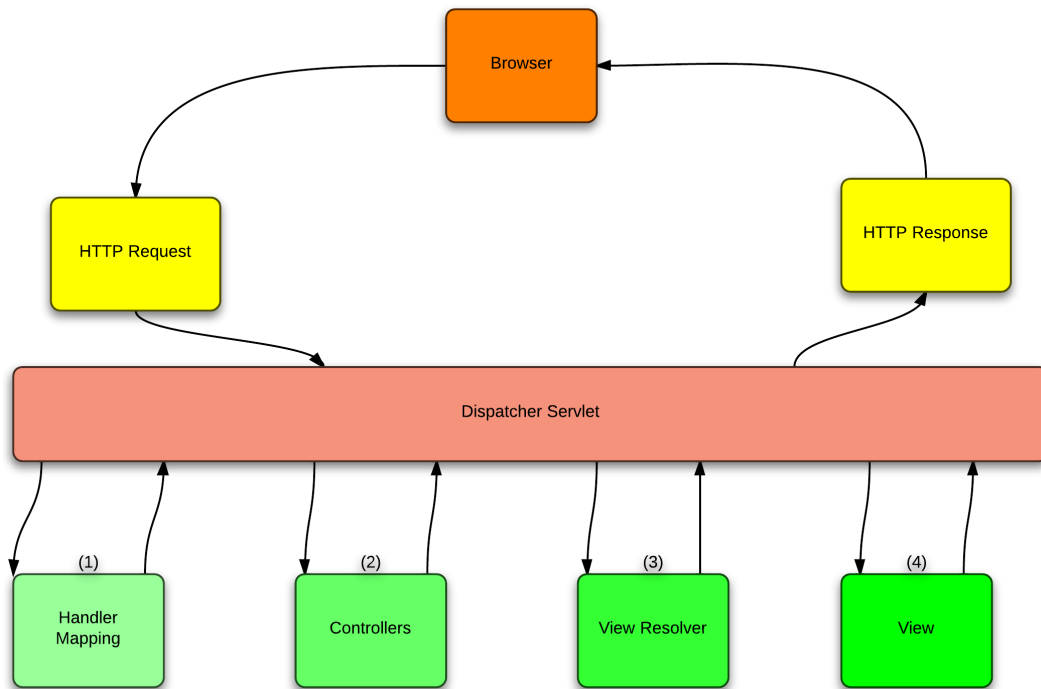 Browser
HTTP Request
HTTP Response
Dispatcher Servlet
(1)
(2)
(3)
(4)
Handler
Mapping
Controllers
View Resolver
View